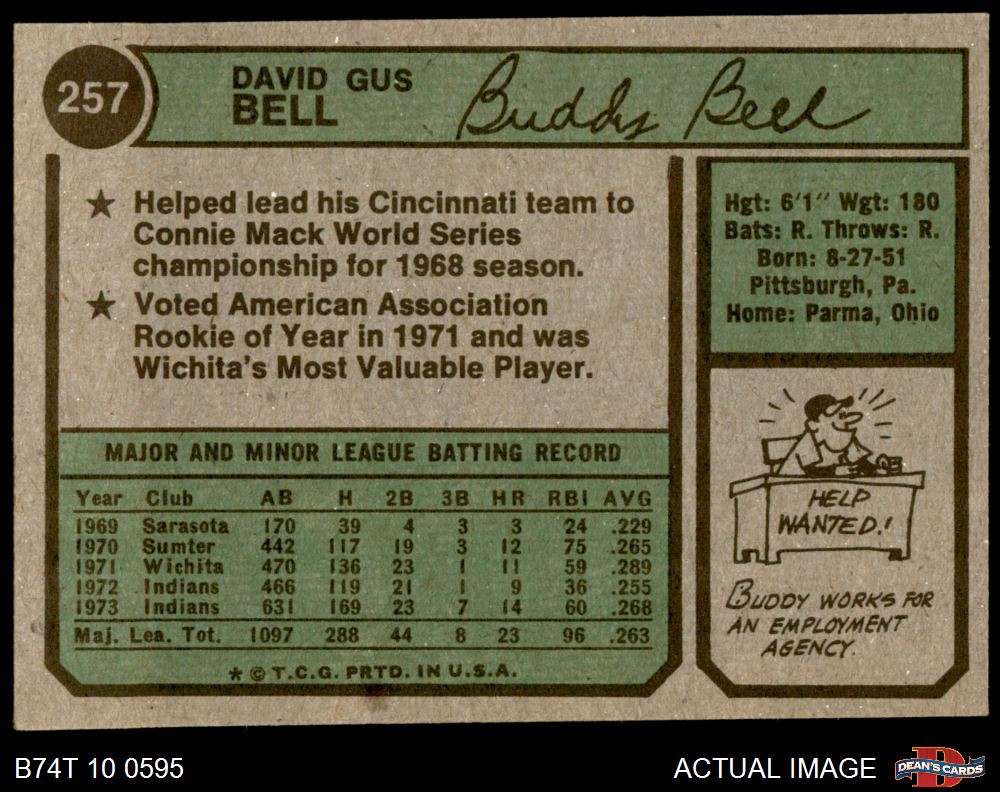 257
DAVID GUS
BELL
Buddy Bell
★ Helped lead his Cincinnati team to
Connie Mack World Series
championship for 1968 season.
★ Voted American Association
Rookie of Year in 1971 and was
Wichita's Most Valuable Player.
Hgt: 6'1" Wgt: 180
Bats: R. Throws: R.
Born: 8-27-51
Pittsburgh, Pa.
Home: Parma, Ohio
MAJOR AND MINOR LEAGUE BATTING RECORD
Year Club AB H 2B 3B HR RBI AVG
1969 Sarasota 170 39 4 3 3 24 .229
1970 Sumter 442 117 19 3 12 75 .265
1971 Wichita 470 136 23 1 11 59 .289
1972 Indians 466 119 21 1 9 36 .255
1973 Indians 631 169 23 7 14 60 .268
Maj. Lea. Tot. 1097 288 44 8 23 96 .263
* © T.C.G. PRTD. IN U.S.A.
HELP
WANTED!
BUDDY WORKS FOR
AN EMPLOYMENT
AGENCY.
B74T 10 0595
ACTUAL IMAGE
D
DEAN'S CARDS